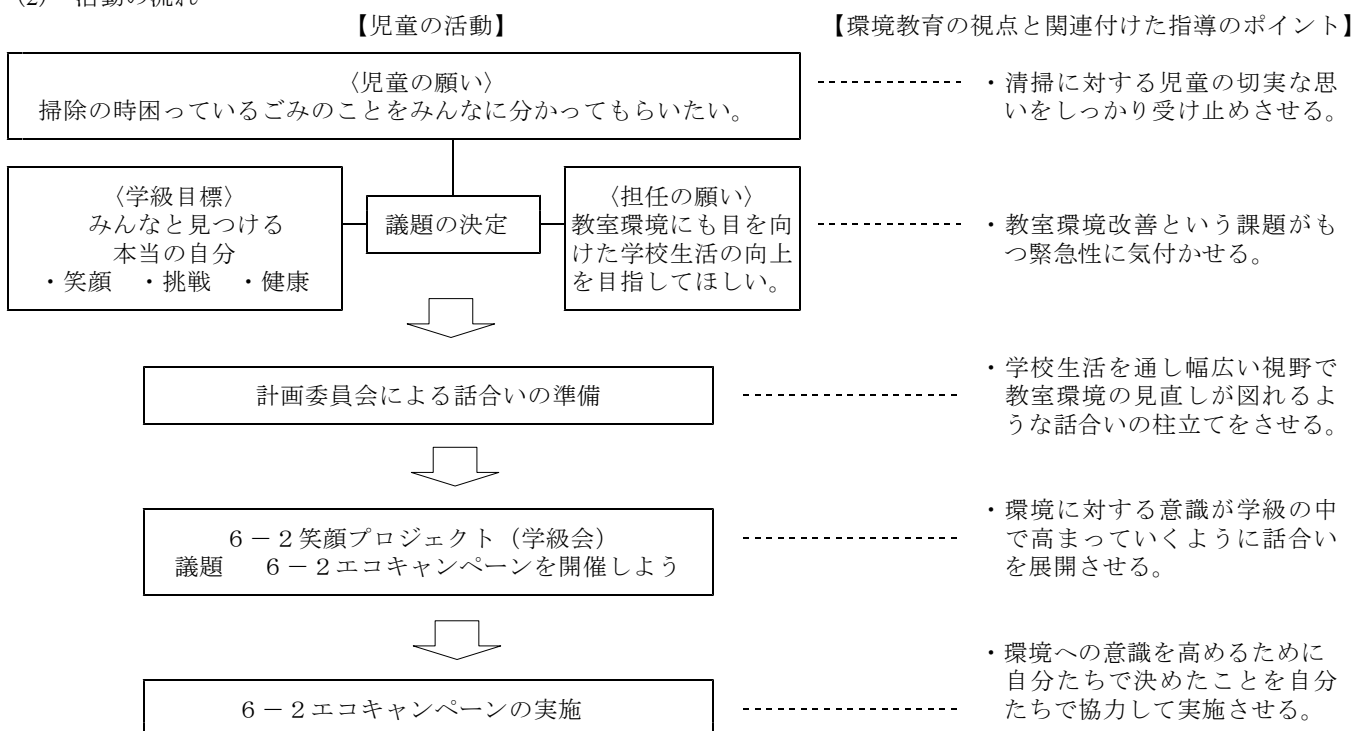 (2) 活動の流れ
【児童の活動】
【環境教育の視点と関連付けた指導のポイント】
〈児童の願い〉
掃除の時困っているごみのことをみんなに分かってもらいたい。
・清掃に対する児童の切実な思
いをしっかり受け止めさせる。
〈学級目標〉
みんなと見つける
本当の自分
・笑顔 ・挑戦 ・健康
議題の決定
〈担任の願い〉
教室環境にも目を向
けた学校生活の向上
を目指してほしい。
・教室環境改善という課題がも
つ緊急性に気付かせる。
計画委員会による話合いの準備
・学校生活を通し幅広い視野で
教室環境の見直しが図れるよ
うな話合いの柱立てをさせる。
6-2笑顔プロジェクト(学級会)
議題 6-2エコキャンペーンを開催しよう
・環境に対する意識が学級の中
で高まっていくように話合い
を展開させる。
6-2エコキャンペーンの実施
・環境への意識を高めるために
自分たちで決めたことを自分
たちで協力して実施させる。